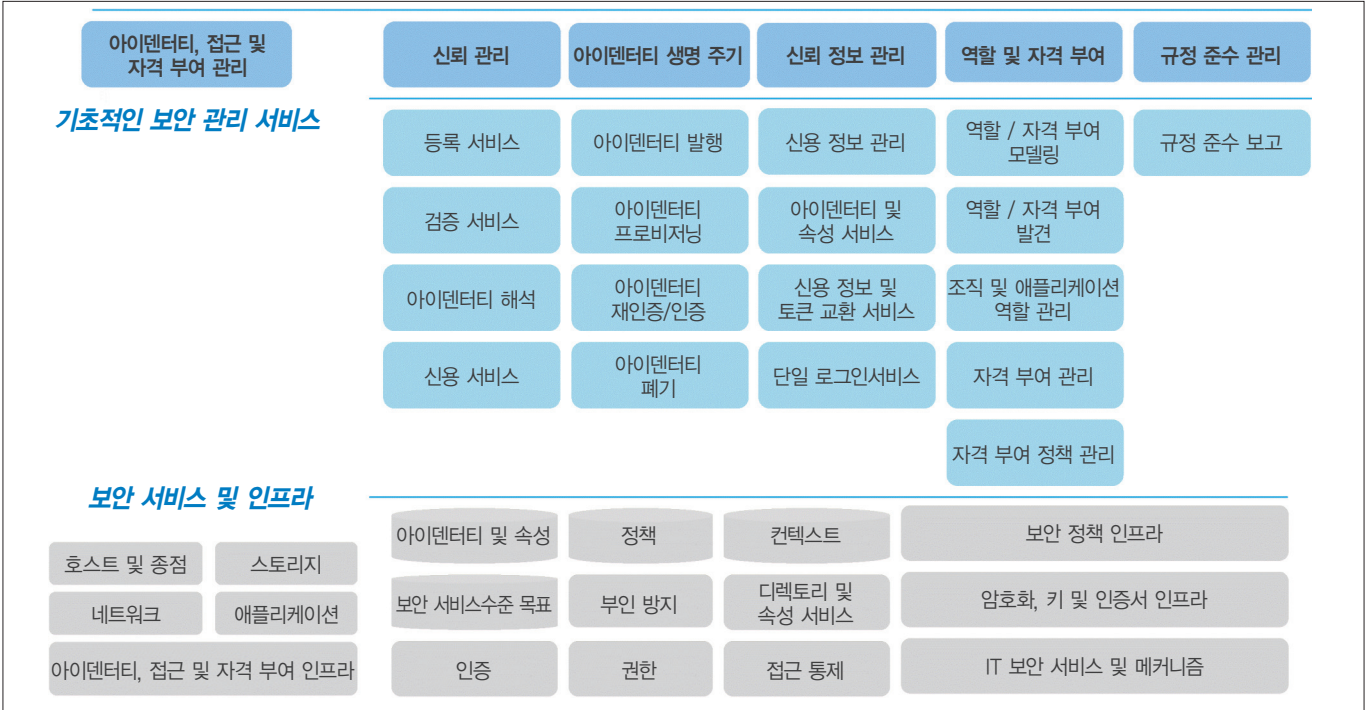 아이덴터티, 접근 및
자격 부여 관리
신뢰 관리
아이덴터티 생명 주기
신뢰 정보 관리
역할 및 자격 부여
규정 준수 관리
기초적인 보안 관리 서비스
등록 서비스
아이덴터티 발행
신용 정보 관리
역할 / 자격 부여
모델링
규정 준수 보고
검증 서비스
아이덴터티
프로비저닝
아이덴터티 및
속성 서비스
역할 / 자격 부여
발견
아이덴터티 해석
아이덴터티
재인증/인증
신용 정보 및
토큰 교환 서비스
조직 및 애플리케이션
역할 관리
신용 서비스
아이덴터티
폐기
단일 로그인서비스
자격 부여 관리
자격 부여 정책 관리
보안 서비스 및 인프라
호스트 및 종점
스토리지
네트워크
애플리케이션
아이덴터티, 접근 및 자격 부여 인프라
아이덴터티 및 속성
정책
컨텍스트
보안 정책 인프라
보안 서비스수준 목표
부인 방지
디렉토리 및
속성 서비스
암호화, 키 및 인증서 인프라
인증
권한
접근 통제
IT 보안 서비스 및 메커니즘